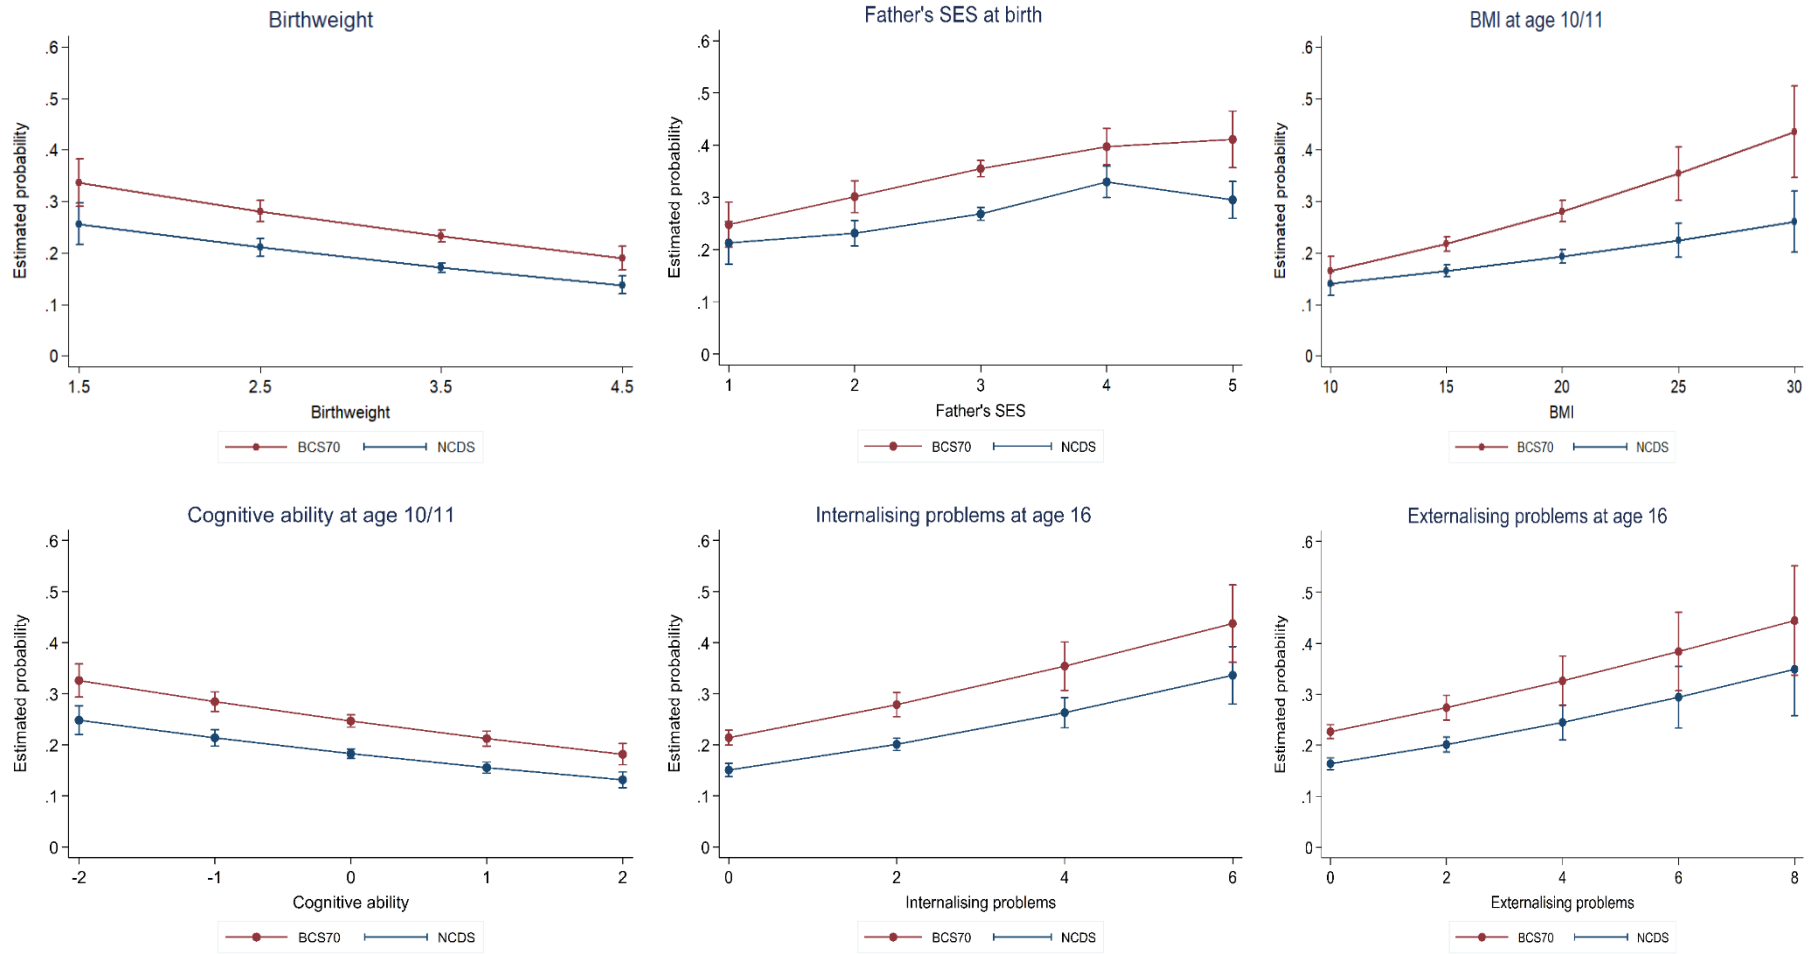 Birthweight
.6
.5
.4
.3
.2
.1
0
Estimated probability
1.5 2.5 3.5 4.5
Birthweight
BCS70 NCDS
Father's SES at birth
.6
.5
.4
.3
.2
.1
0
Estimated probability
1 2 3 4 5
Father's SES
BCS70 NCDS
BMI at age 10/11
.6
.5
.4
.3
.2
.1
0
Estimated probability
10 15 20 25 30
BMI
BCS70 NCDS
Cognitive ability at age 10/11
.6
.5
.4
.3
.2
.1
0
Estimated probability
-2 -1 0 1 2
Cognitive ability
BCS70 NCDS
Internalising problems at age 16
.6
.5
.4
.3
.2
.1
0
Estimated probability
0 2 4 6
Internalising problems
BCS70 NCDS
Externalising problems at age 16
.6
.5
.4
.3
.2
.1
0
Estimated probability
0 2 4 6 8
Externalising problems
BCS70 NCDS